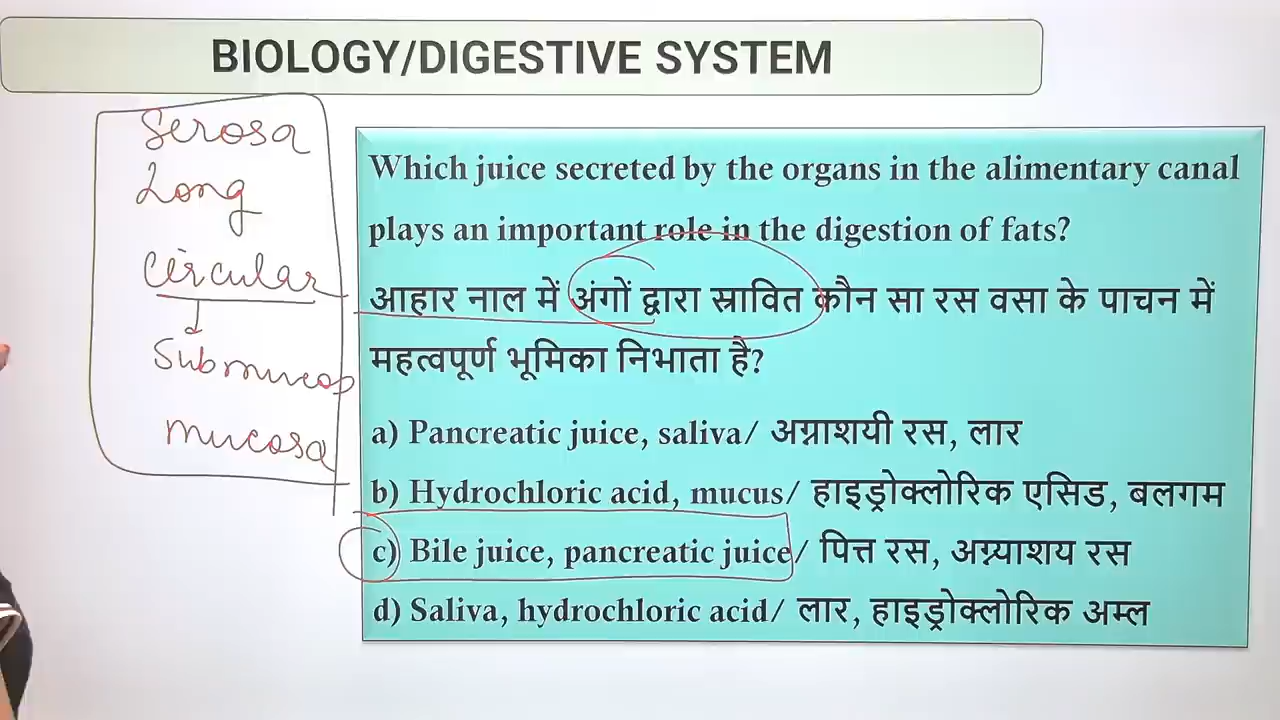 BIOLOGY/DIGESTIVE SYSTEM
Serosa
Long
Circular
Submucos
mucosa
Which juice secreted by the organs in the alimentary canal
plays an important role in the digestion of fats?
आहार नाल में अंगों द्वारा स्रावित कौन सा रस वसा के पाचन में
महत्वपूर्ण भूमिका निभाता है?
a) Pancreatic juice, saliva/ अग्नाशयी रस, लार
b) Hydrochloric acid, mucus/ हाइड्रोक्लोरिक एसिड, बलगम
c) Bile juice, pancreatic juice/ पित्त रस, अग्न्याशय रस
d) Saliva, hydrochloric acid/ लार, हाइड्रोक्लोरिक अम्ल